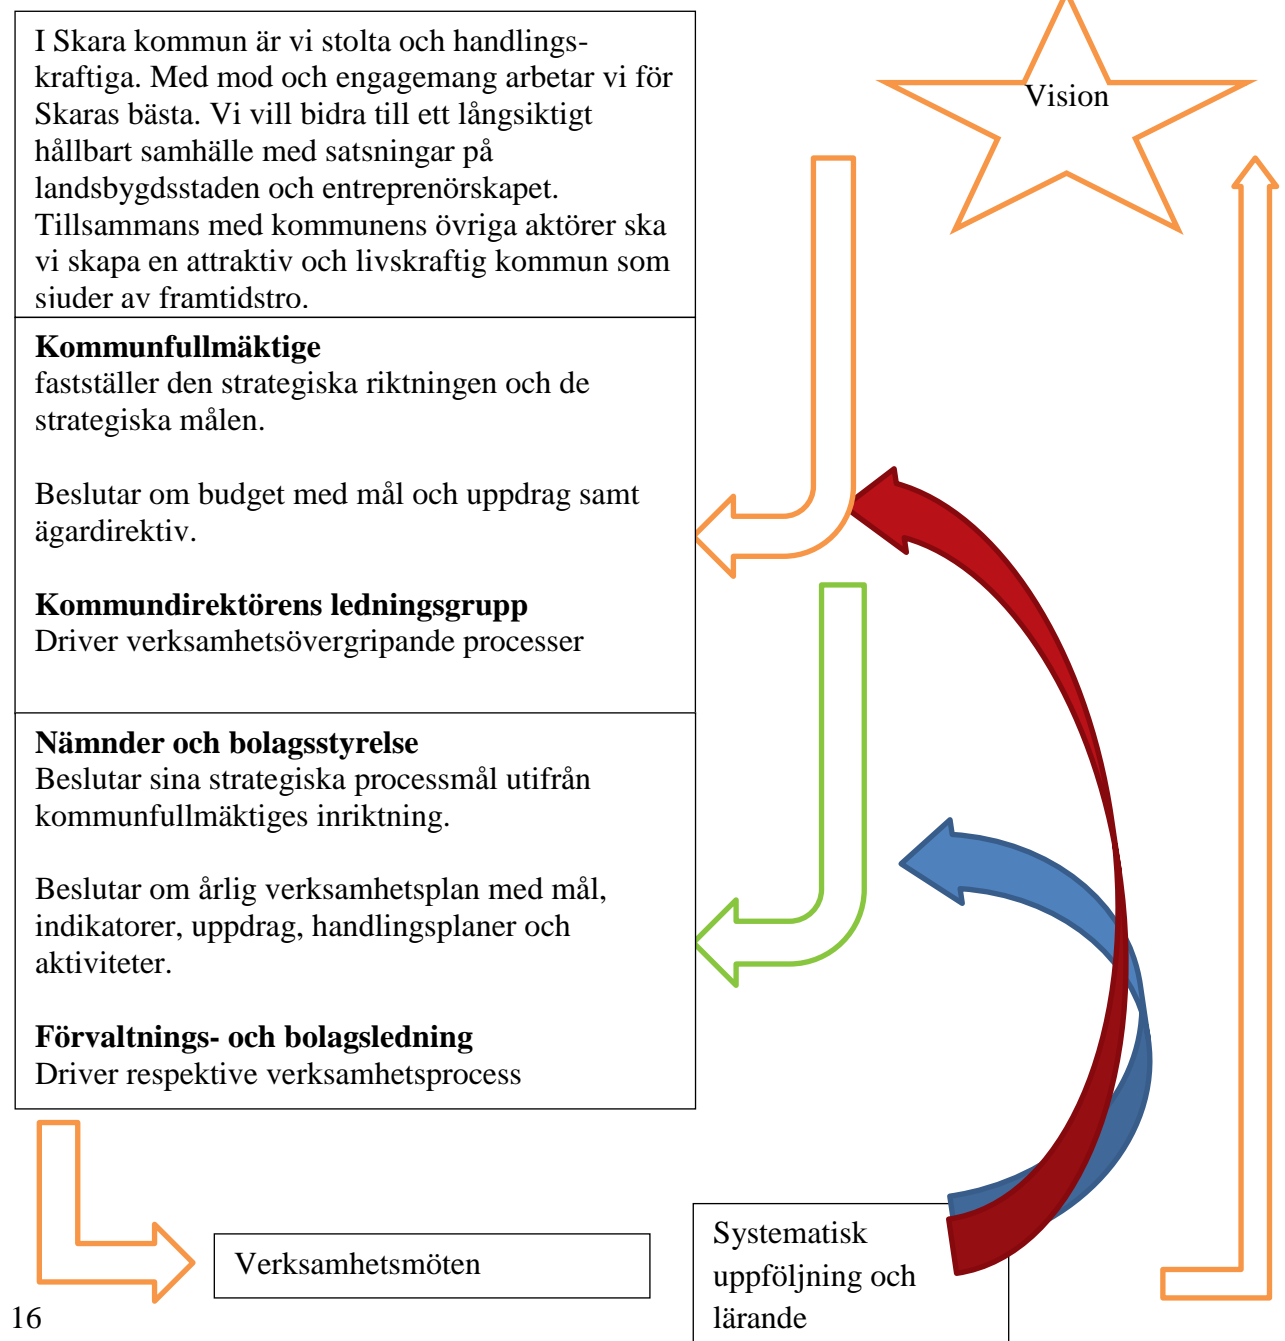 I Skara kommun är vi stolta och handlings-
kraftiga. Med mod och engagemang arbetar vi för
Skaras bästa. Vi vill bidra till ett långsiktigt
hållbart samhälle med satsningar på
landsbygdsstaden och entreprenörskapet.
Tillsammans med kommunens övriga aktörer ska
vi skapa en attraktiv och livskraftig kommun som
sjuder av framtidstro.
Vision
Kommunfullmäktige
fastställer den strategiska riktningen och de
strategiska målen.
Beslutar om budget med mål och uppdrag samt
ägardirektiv.
Kommundirektörens ledningsgrupp
Driver verksamhetsövergripande processer
Nämnder och bolagsstyrelse
Beslutar sina strategiska processmål utifrån
kommunfullmäktiges inriktning.
Beslutar om årlig verksamhetsplan med mål,
indikatorer, uppdrag, handlingsplaner och
aktiviteter.
Förvaltnings- och bolagsledning
Driver respektive verksamhetsprocess
Verksamhetsmöten
Systematisk
uppföljning och
lärande
16